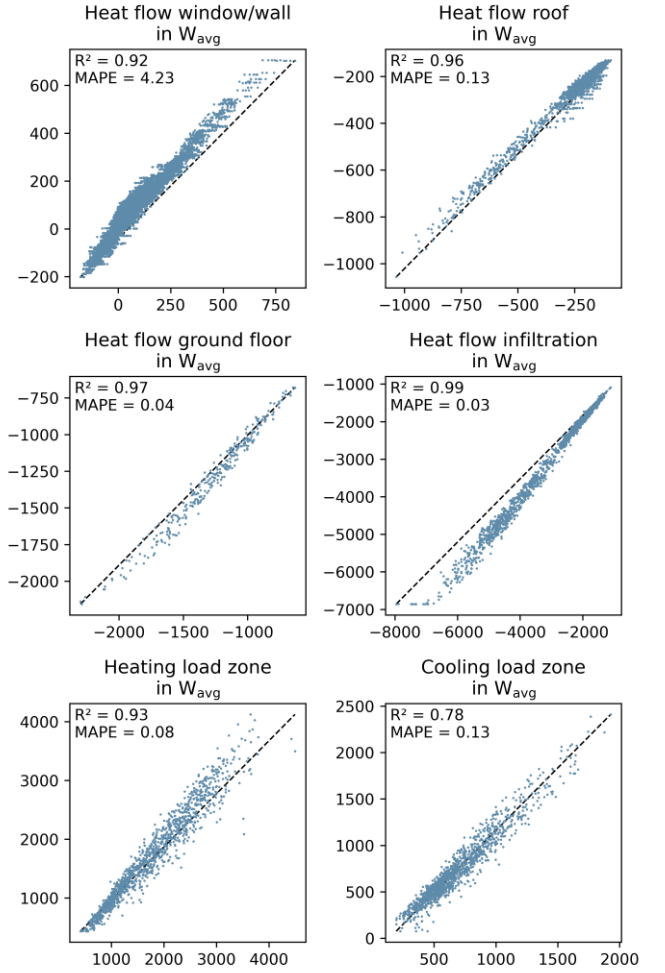 Heat flow window/wall
in W_avg
R² = 0.92
MAPE = 4.23
600
400
200
0
−200
0 250 500 750
Heat flow roof
in W_avg
R² = 0.96
MAPE = 0.13
−200
−400
−600
−800
−1000
−1000 −750 −500 −250
Heat flow ground floor
in W_avg
R² = 0.97
MAPE = 0.04
−750
−1000
−1250
−1500
−1750
−2000
−2000 −1500 −1000
Heat flow infiltration
in W_avg
R² = 0.99
MAPE = 0.03
−1000
−2000
−3000
−4000
−5000
−6000
−7000
−8000 −6000 −4000 −2000
Heating load zone
in W_avg
R² = 0.93
MAPE = 0.08
4000
3000
2000
1000
1000 2000 3000 4000
Cooling load zone
in W_avg
R² = 0.78
MAPE = 0.13
2500
2000
1500
1000
500
0
500 1000 1500 2000